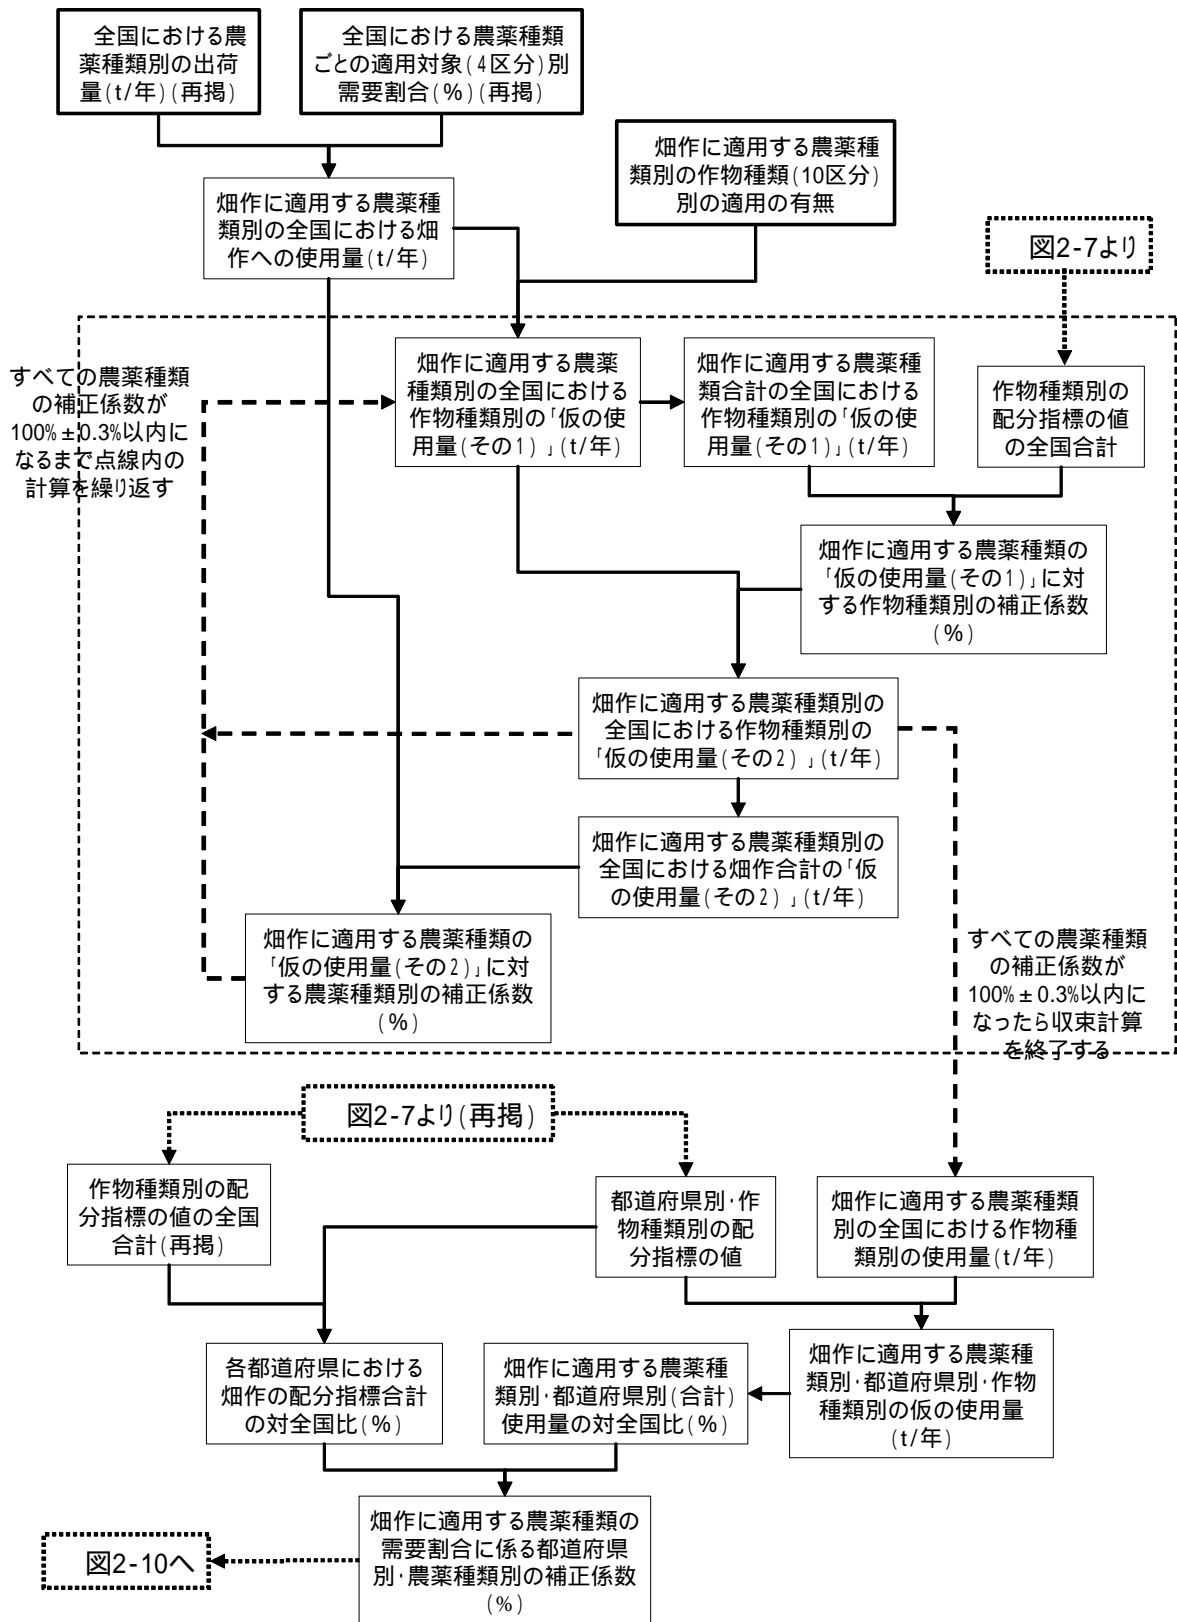 全国における農
薬種類別の出荷
量(t/年)(再掲)
全国における農薬種類
ごとの適用対象(4区分)別
需要割合(%)(再掲)
畑作に適用する農薬種
類別の作物種類(10区分)
別の適用の有無
畑作に適用する農薬種
類別の全国における畑
作への使用量(t/年)
図2-7より
すべての農薬種類
の補正係数が
100%±0.3%以内に
なるまで点線内の
計算を繰り返す
畑作に適用する農薬
種類別の全国における
作物種類別の「仮の使
用量(その1)」(t/年)
畑作に適用する農薬種
類合計の全国における
作物種類別の「仮の使
用量(その1)」(t/年)
作物種類別の
配分指標の値
の全国合計
畑作に適用する農薬種類の
「仮の使用量(その1)」に対
する作物種類別の補正係数
(%)
畑作に適用する農薬種類別の
全国における作物種類別の
「仮の使用量(その2)」(t/年)
畑作に適用する農薬種類別の
全国における畑作合計の「仮
の使用量(その2)」(t/年)
畑作に適用する農薬種類の
「仮の使用量(その2)」に対
する農薬種類別の補正係数
(%)
すべての農薬種類
の補正係数が
100%±0.3%以内に
なったら収束計算
を終了する
図2-7より(再掲)
作物種類別の配
分指標の値の全国
合計(再掲)
都道府県別·作
物種類別の配
分指標の値
畑作に適用する農薬種類
別の全国における作物種
類別の使用量(t/年)
各都道府県における
畑作の配分指標合計
の対全国比(%)
畑作に適用する農薬種
類別·都道府県別(合計)
使用量の対全国比(%)
畑作に適用する農薬種
類別·都道府県別·作物
種類別の仮の使用量
(t/年)
畑作に適用する農薬種類の
需要割合に係る都道府県
別·農薬種類別の補正係数
(%)
図2-10へ